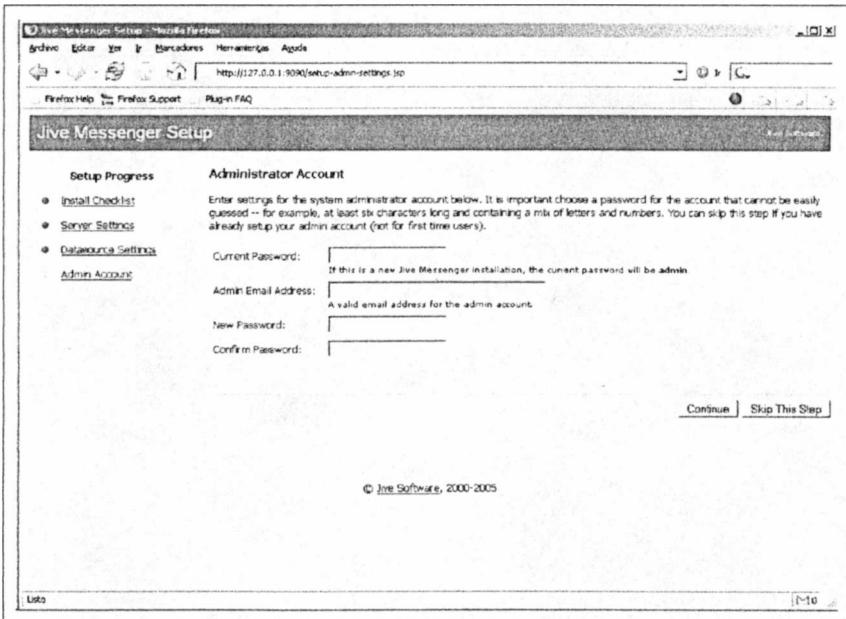 Jive Messenger Setup - Mozilla Firefox
Archivo Editar Ver Ir Marcadores Herramientas Ayuda
http://127.0.0.1:9090/setup-admin-settings.jsp
Ir
Firefox Help Firefox Support Plug-in FAQ
Jive Messenger Setup
Jive Software
Setup Progress
Install Checklist
Server Settings
Datasource Settings
Admin Account
Administrator Account
Enter settings for the system administrator account below. It is important choose a password for the account that cannot be easily
guessed -- for example, at least six characters long and containing a mix of letters and numbers. You can skip this step if you have
already setup your admin account (not for first time users).
Current Password:
If this is a new Jive Messenger installation, the current password will be admin.
Admin Email Address:
A valid email address for the admin account.
New Password:
Confirm Password:
Continue Skip This Step
© Jive Software, 2000-2005
Listo